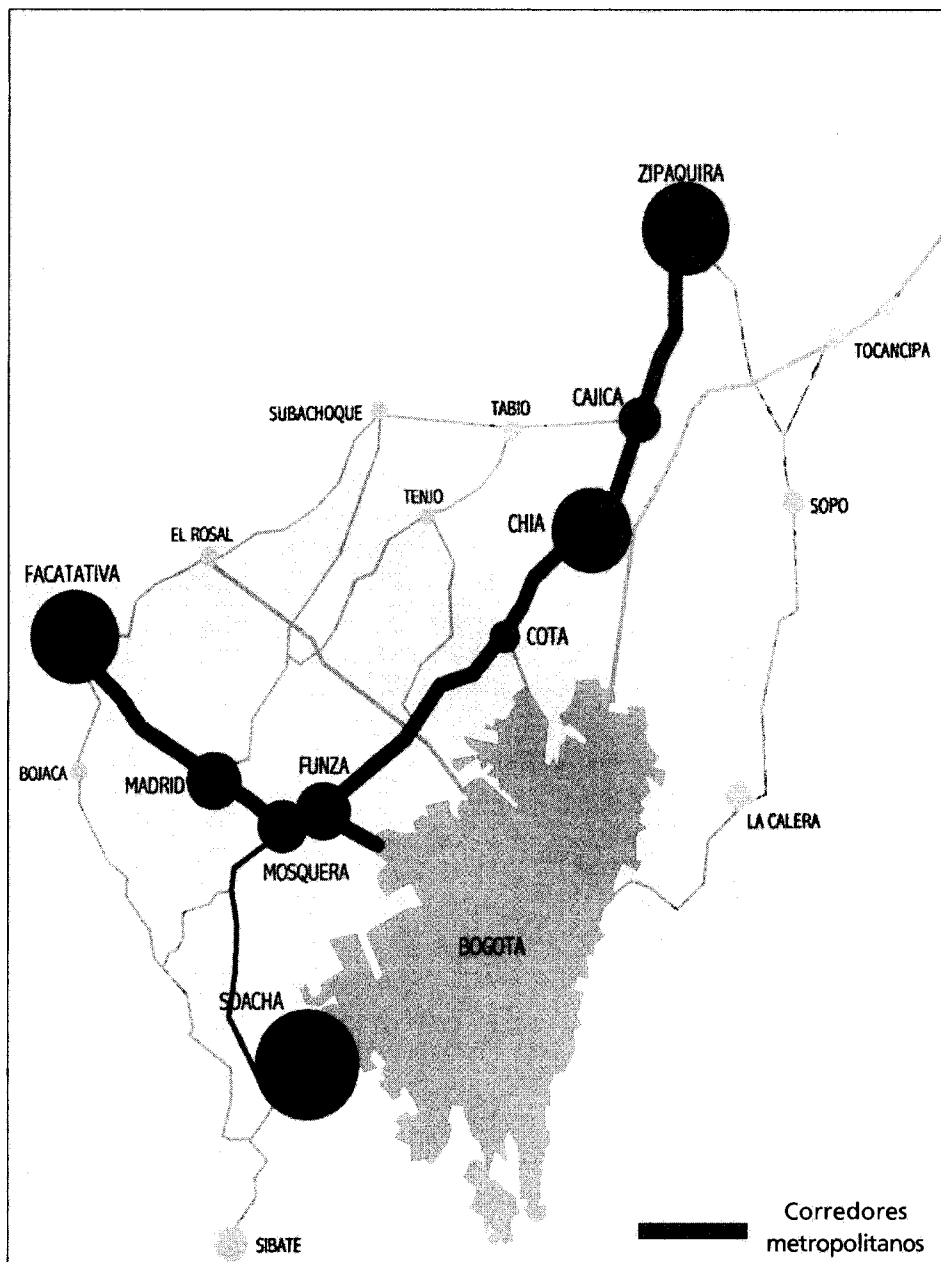 ZIPAQUIRA
TOCANCIPA
CAJICA
SUBACHOQUE
TABIO
SOPO
TENJO
CHIA
EL ROSAL
FACATATIVA
COTA
FUNZA
BOJACA
MADRID
LA CALERA
MOSQUERA
BOGOTA
SOACHA
Corredores
metropolitanos
SIBATE